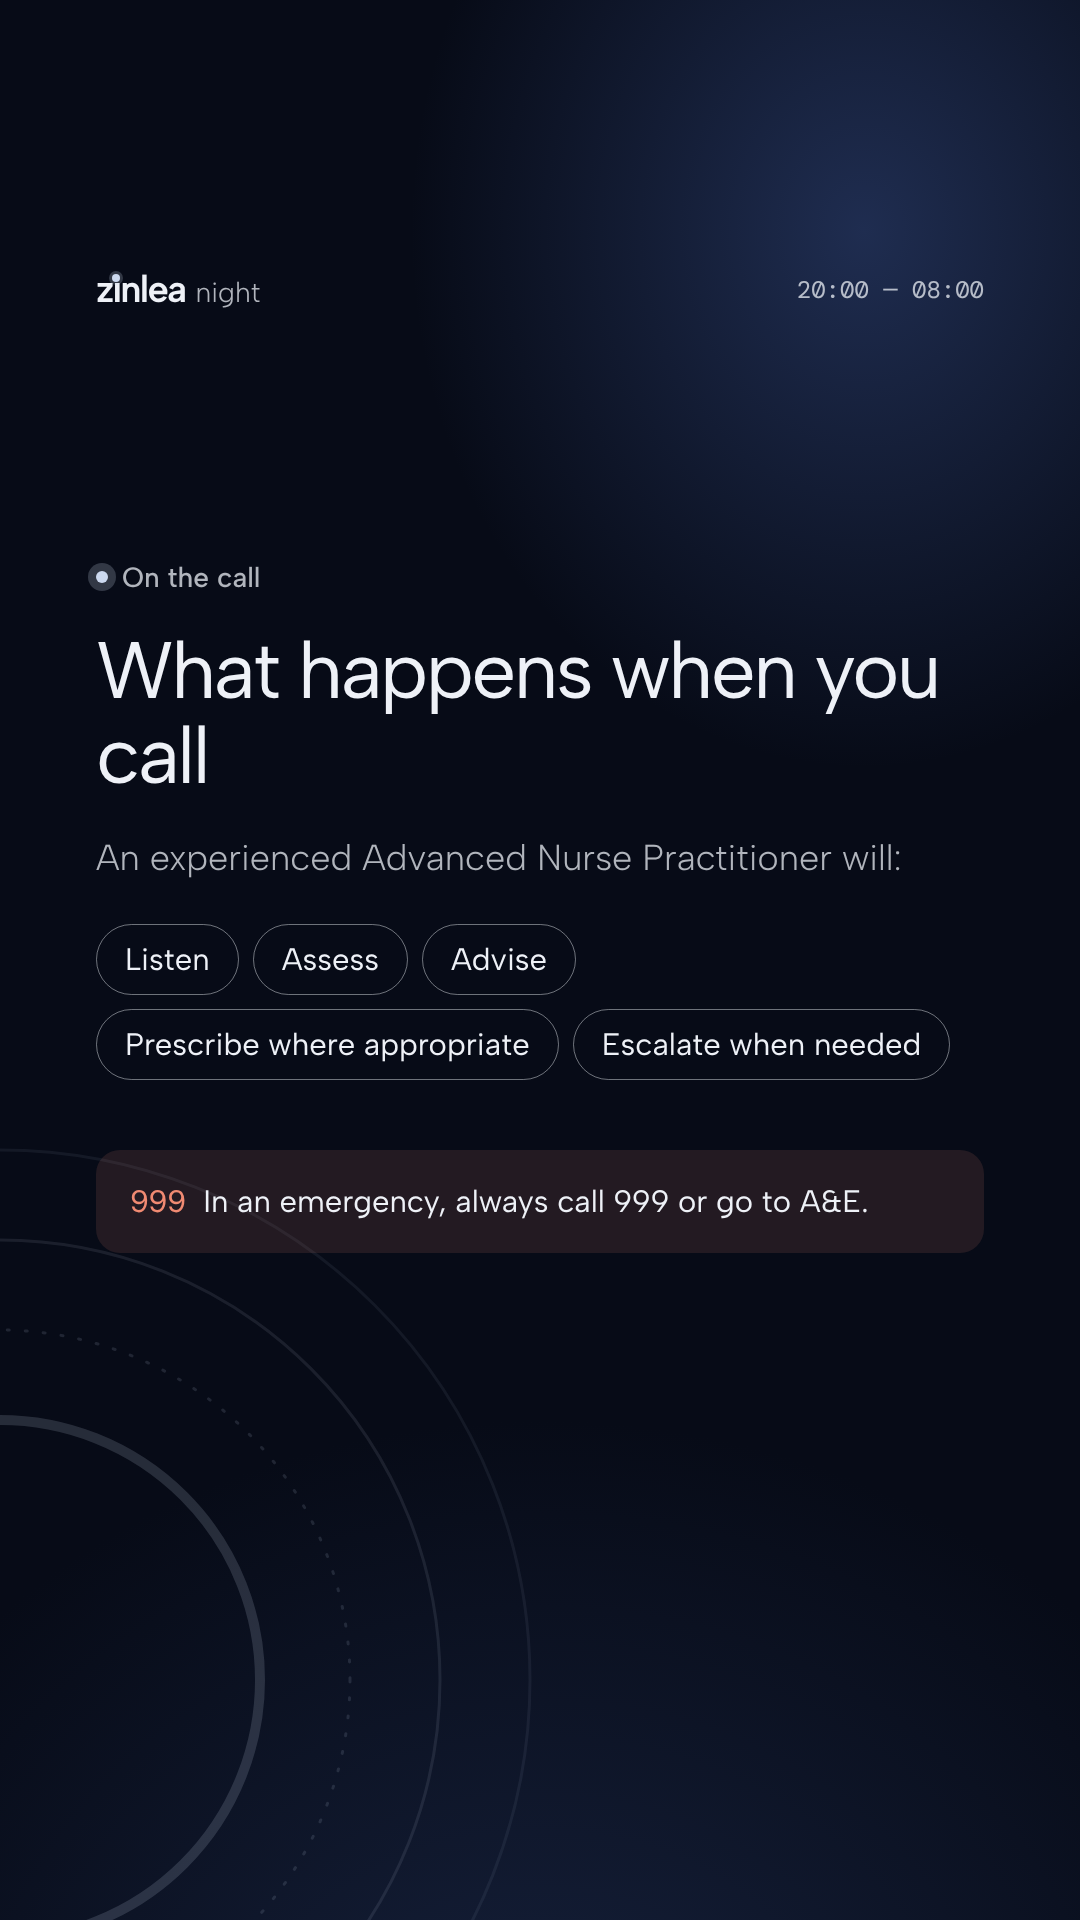 zinlea night
20:00 — 08:00
On the call
What happens when you
call
An experienced Advanced Nurse Practitioner will:
Listen
Assess
Advise
Prescribe where appropriate
Escalate when needed
999 In an emergency, always call 999 or go to A&E.